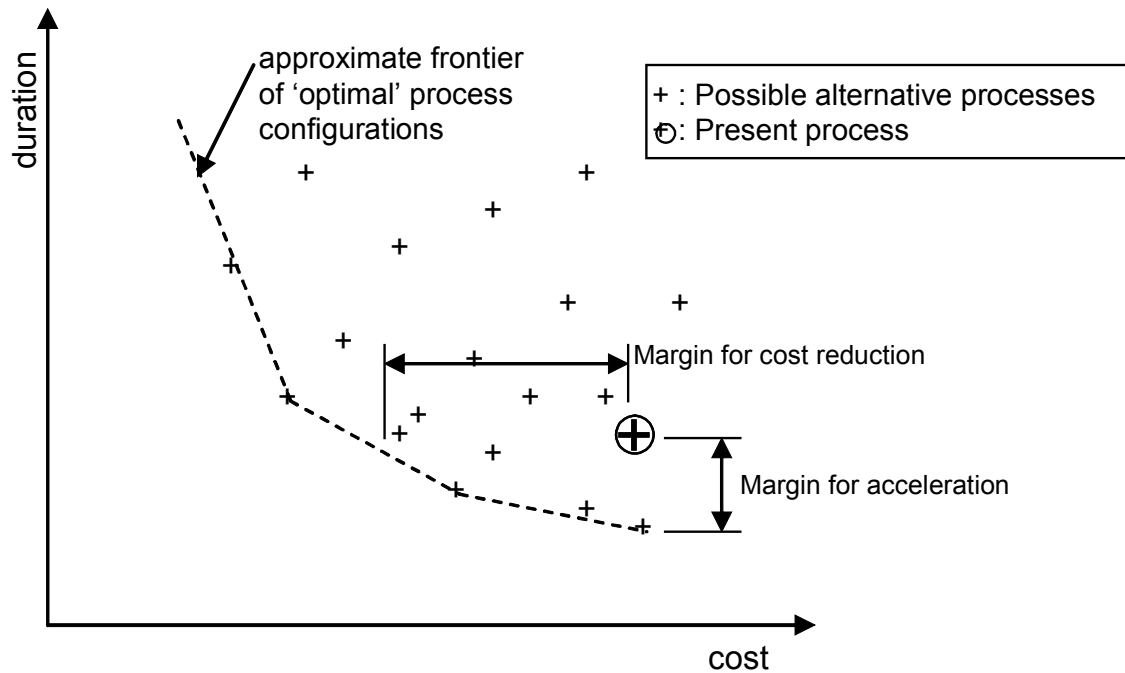 duration
approximate frontier
of ‘optimal’ process
configurations
+ : Possible alternative processes
: Present process
Margin for cost reduction
Margin for acceleration
cost